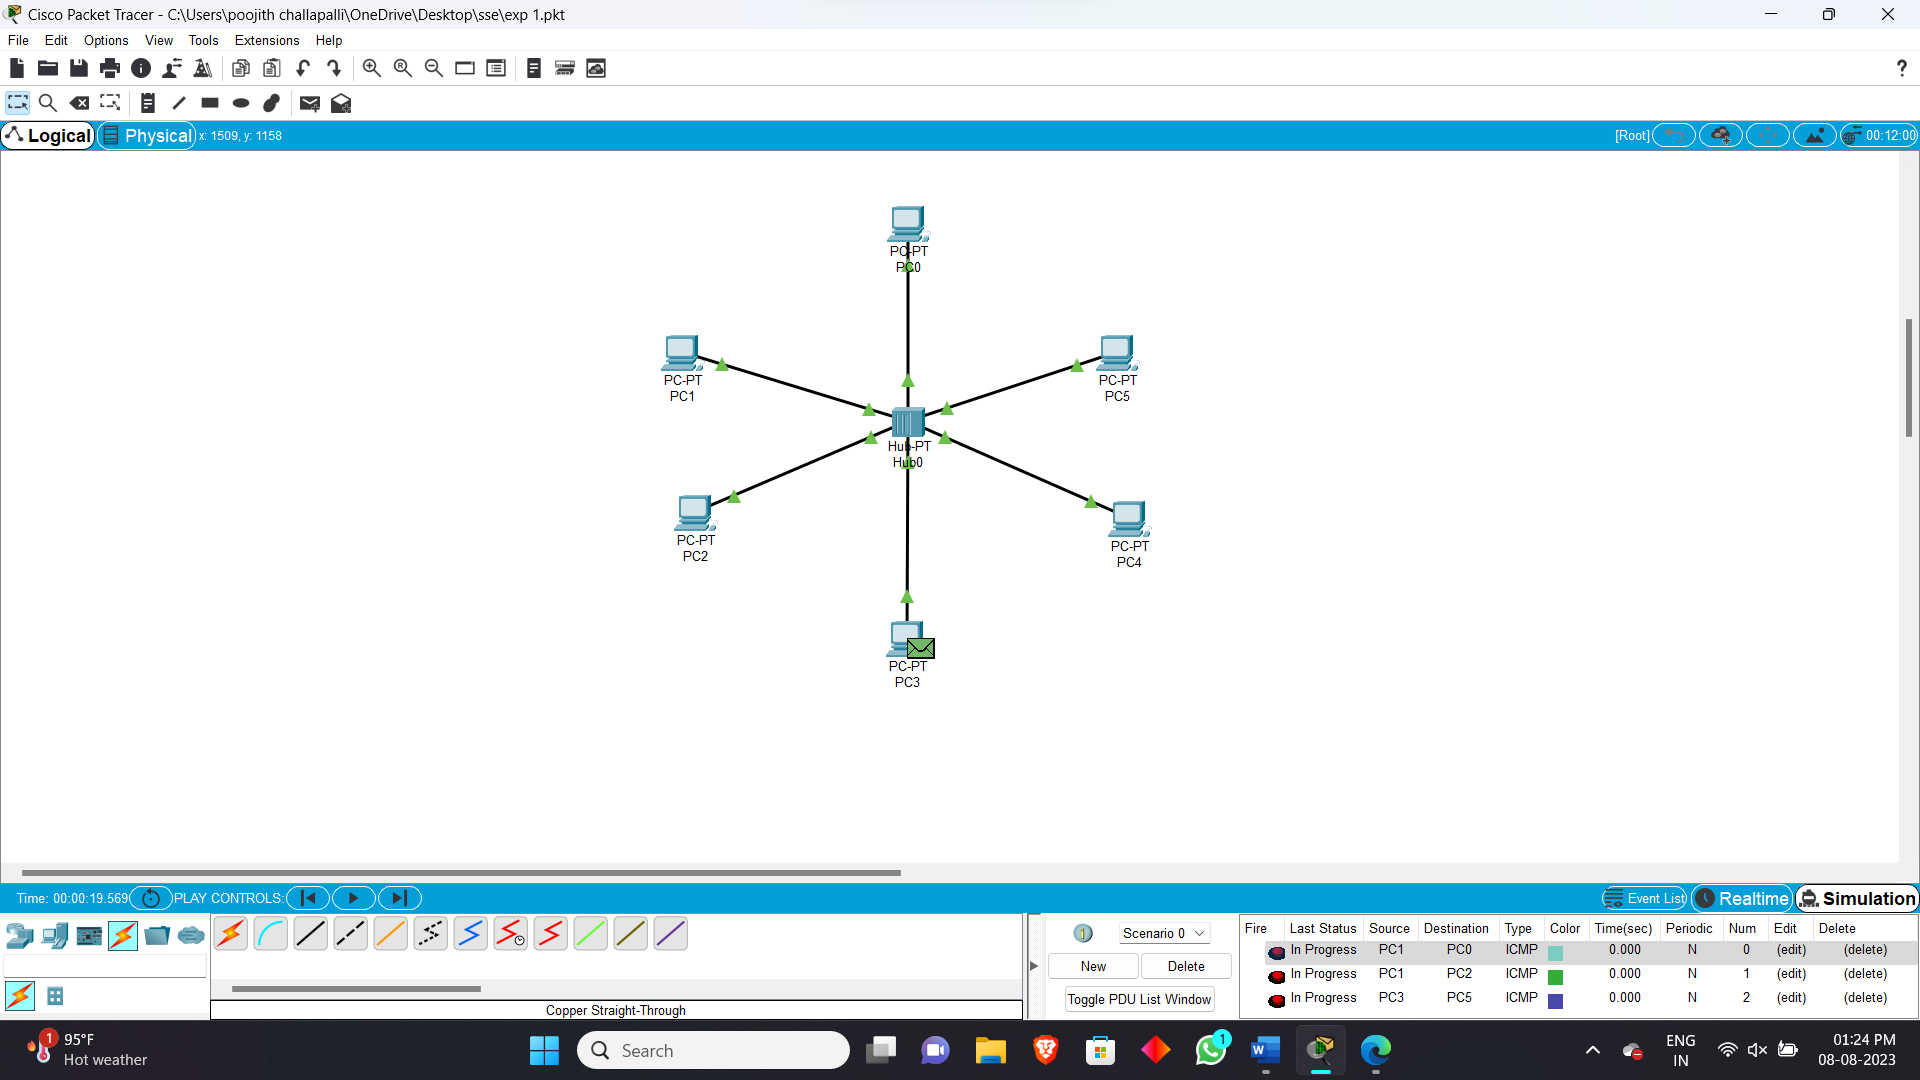 Cisco Packet Tracer - C:\Users\poojith challapalli\OneDrive\Desktop\sse\exp 1.pkt
File Edit Options View Tools Extensions Help
?
Logical Physical x: 1509, y: 1158 [Root] 00:12:00
PC-PT
PC0
PC-PT
PC1
PC-PT
PC5
Hub-PT
Hub0
PC-PT
PC2
PC-PT
PC4
PC-PT
PC3
Time: 00:00:19.569 PLAY CONTROLS: Event List Realtime Simulation
Scenario 0
New Delete
Toggle PDU List Window
Copper Straight-Through
Fire Last Status Source Destination Type Color Time(sec) Periodic Num Edit Delete
In Progress PC1 PC0 ICMP 0.000 N 0 (edit) (delete)
In Progress PC1 PC2 ICMP 0.000 N 1 (edit) (delete)
In Progress PC3 PC5 ICMP 0.000 N 2 (edit) (delete)
1
95°F
Hot weather
Search
1
ENG
IN
01:24 PM
08-08-2023